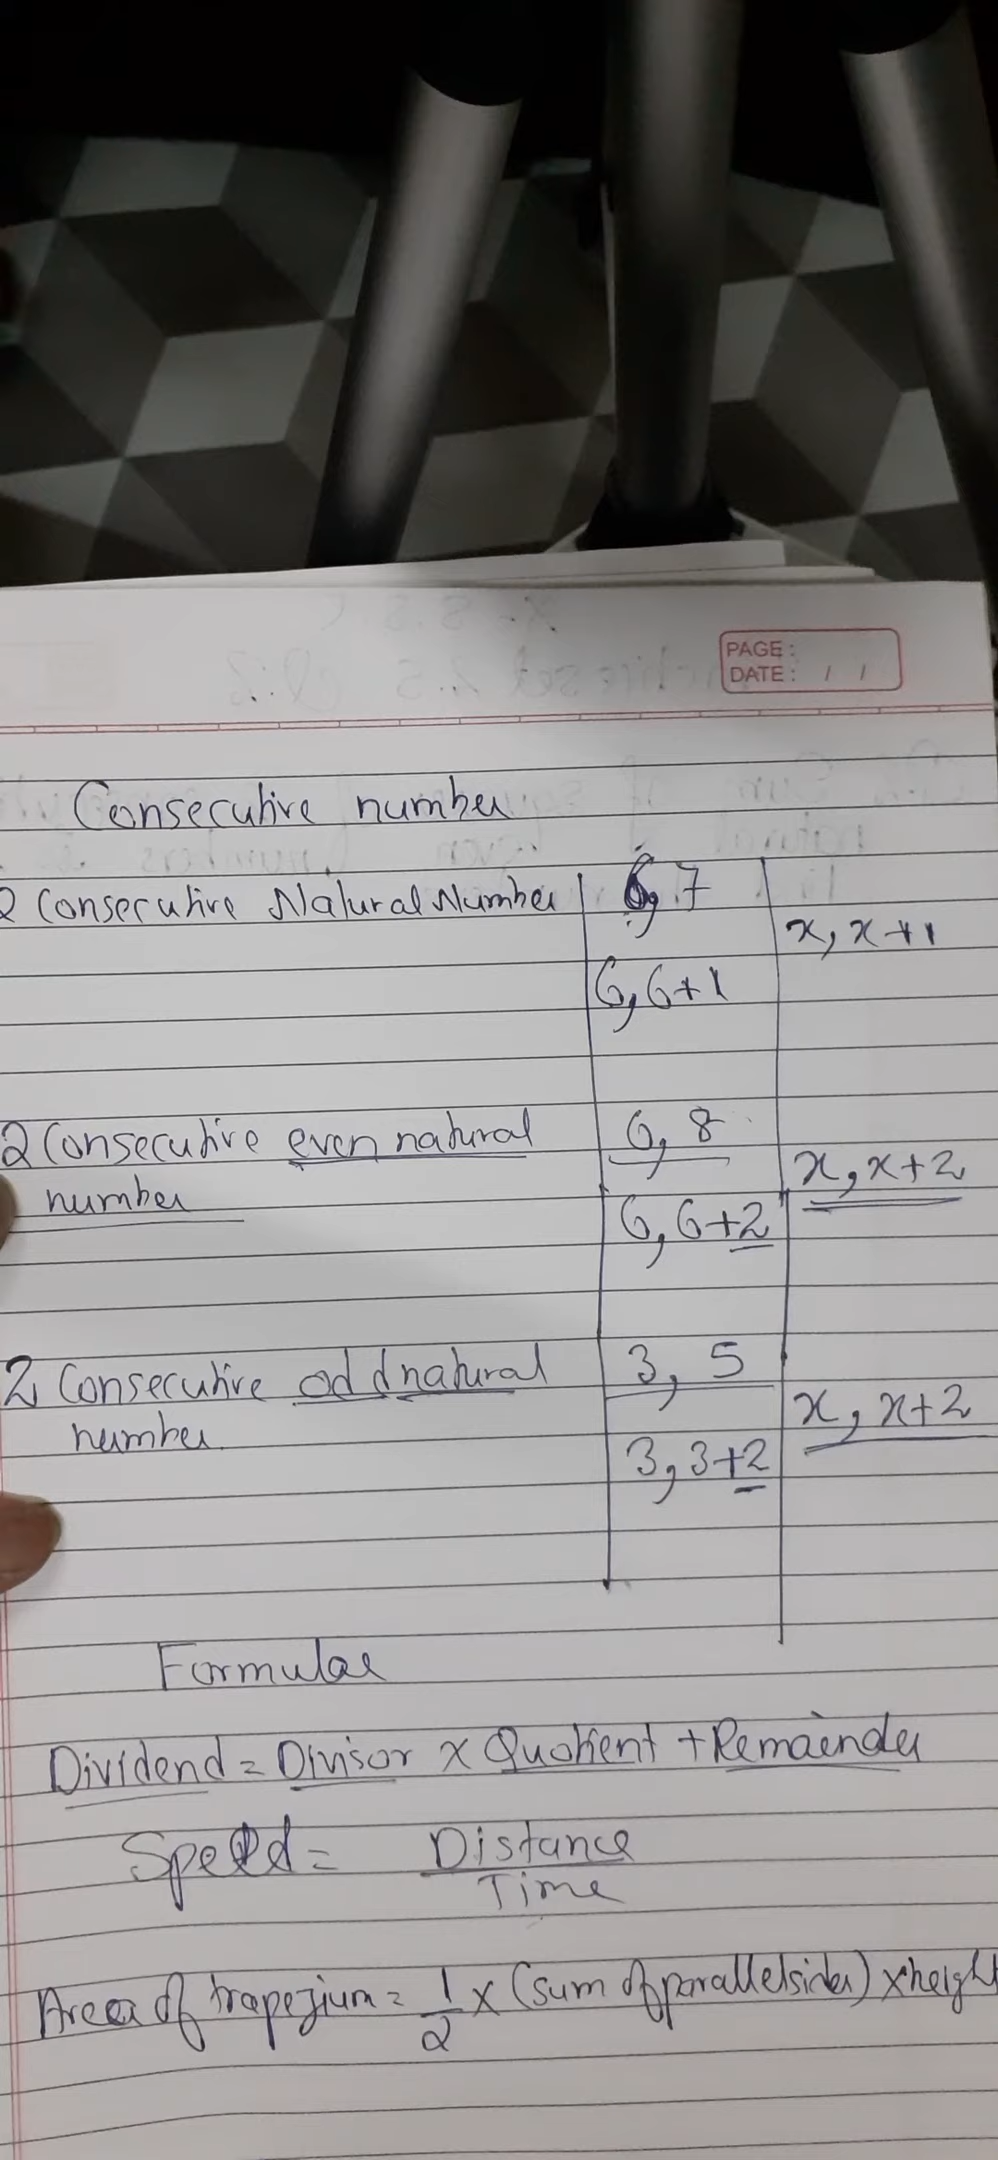 PAGE :
DATE : / /
Consecutive number
2 Consecutive Natural Number 6, 7
x, x+1
6, 6+1
2 Consecutive even natural 6, 8
number x, x+2
6, 6+2
2 Consecutive odd natural 3, 5
number. x, x+2
3, 3+2
Formulae
Dividend = Divisor x Quotient + Remainder
Speed = Distance
Time
Area of trapezium = 1/2 x (sum of parallel sides) x height